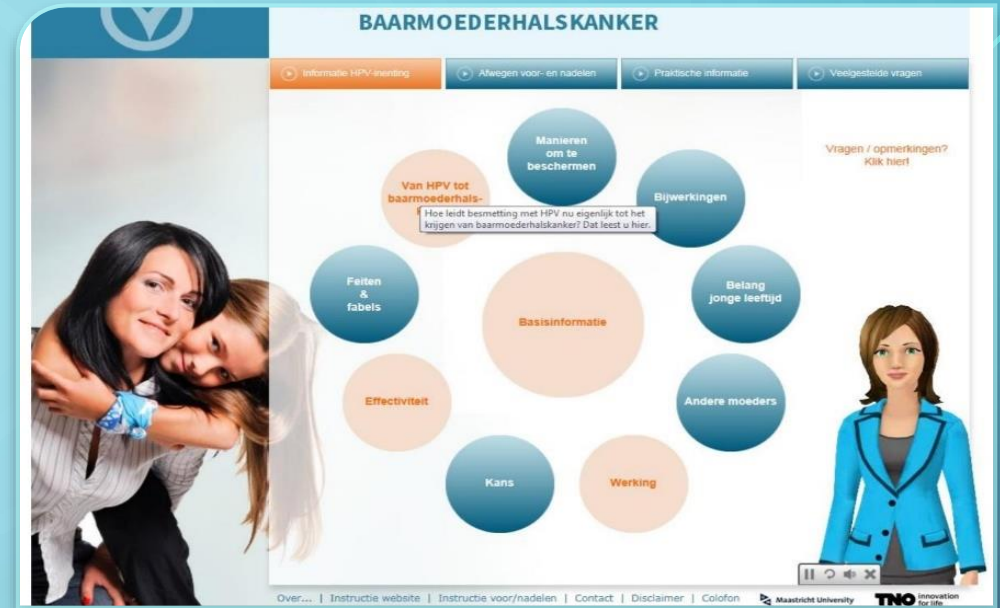 BAARMOEDERHALSKANKER
Informatie HPV-inenting
Afwegen voor- en nadelen
Praktische informatie
Veelgestelde vragen
Manieren
om te
beschermen
Vragen / opmerkingen?
Klik hier!
Van HPV tot
baarmoederhals-
Hoe leidt besmetting met HPV nu eigenlijk tot het
krijgen van baarmoederhalskanker? Dat leest u hier.
Bijwerkingen
Feiten
&
fabels
Belang
jonge leeftijd
Basisinformatie
Effectiviteit
Andere moeders
Kans
Werking
Over... | Instructie website | Instructie voor/nadelen | Contact | Disclaimer | Colofon
Maastricht University
TNO innovation
for life